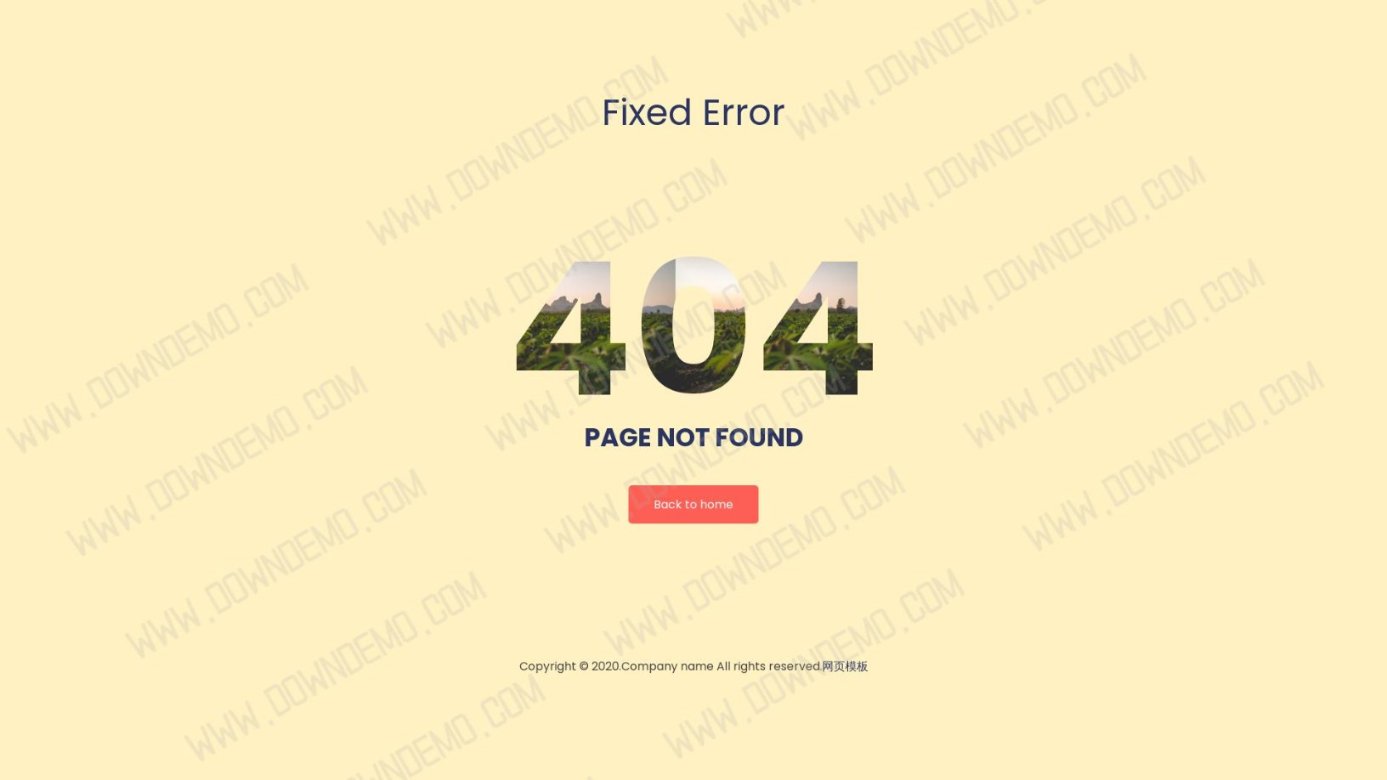 Fixed Error
404
PAGE NOT FOUND
Back to home
Copyright © 2020.Company name All rights reserved.网页模板
WWW.DOWNDEMO.COM